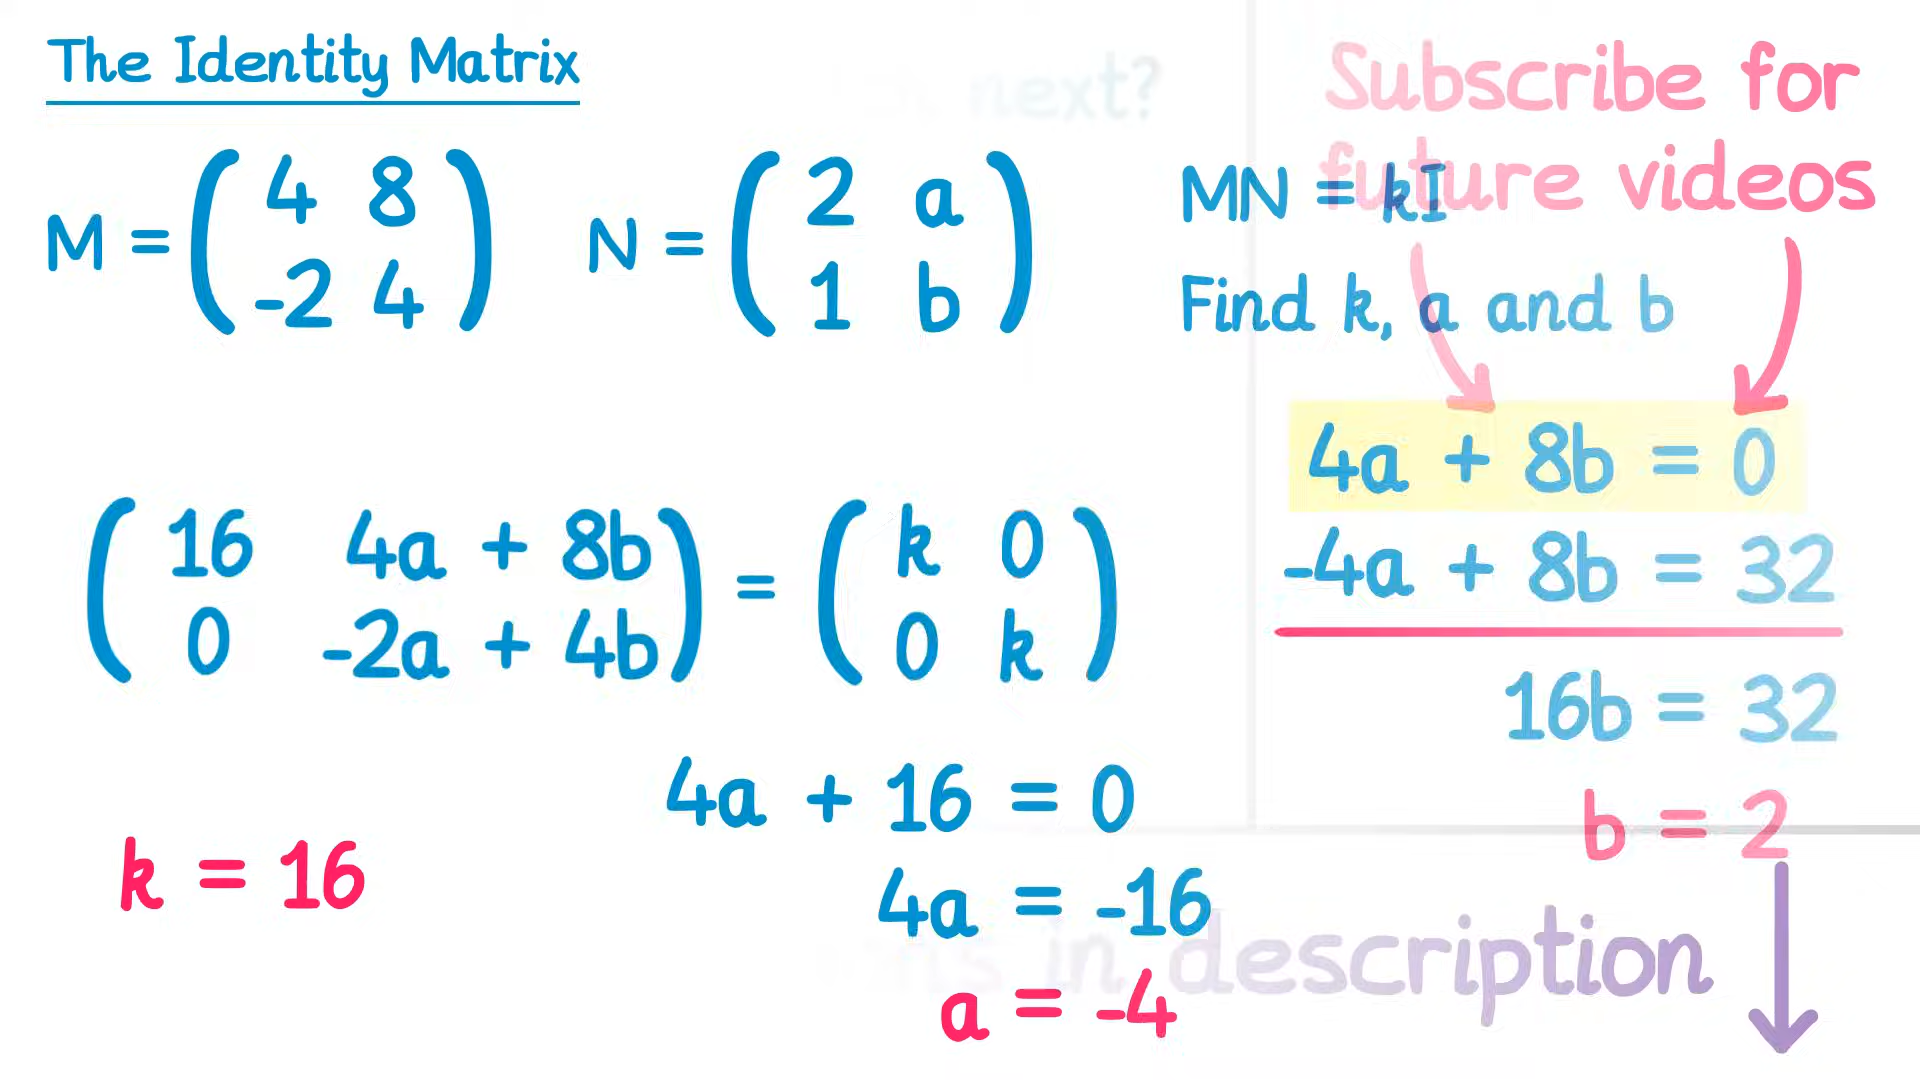 The Identity Matrix
next?
Subscribe for
future videos
M = ( 4 8
-2 4 )
N = ( 2 a
1 b )
MN = kI
Find k, a and b
4a + 8b = 0
-4a + 8b = 32
16b = 32
b = 2
( 16 4a + 8b
0 -2a + 4b )
=
( k 0
0 k )
4a + 16 = 0
4a = -16
a = -4
k = 16
in description